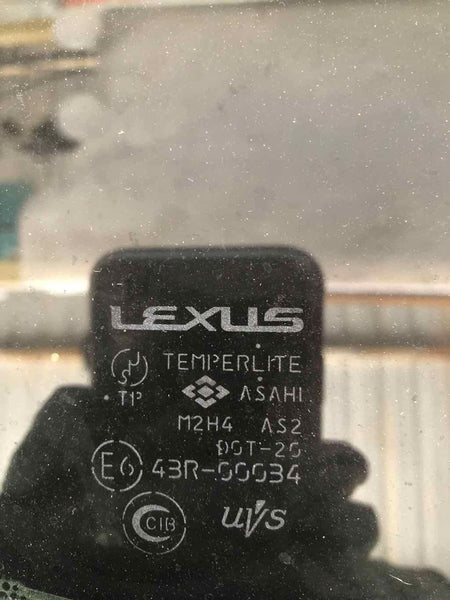 LEXUS
TEMPERLITE
TP ASAHI
M2H4 AS2
DOT-20
E6 43R-00034
CIB uvs